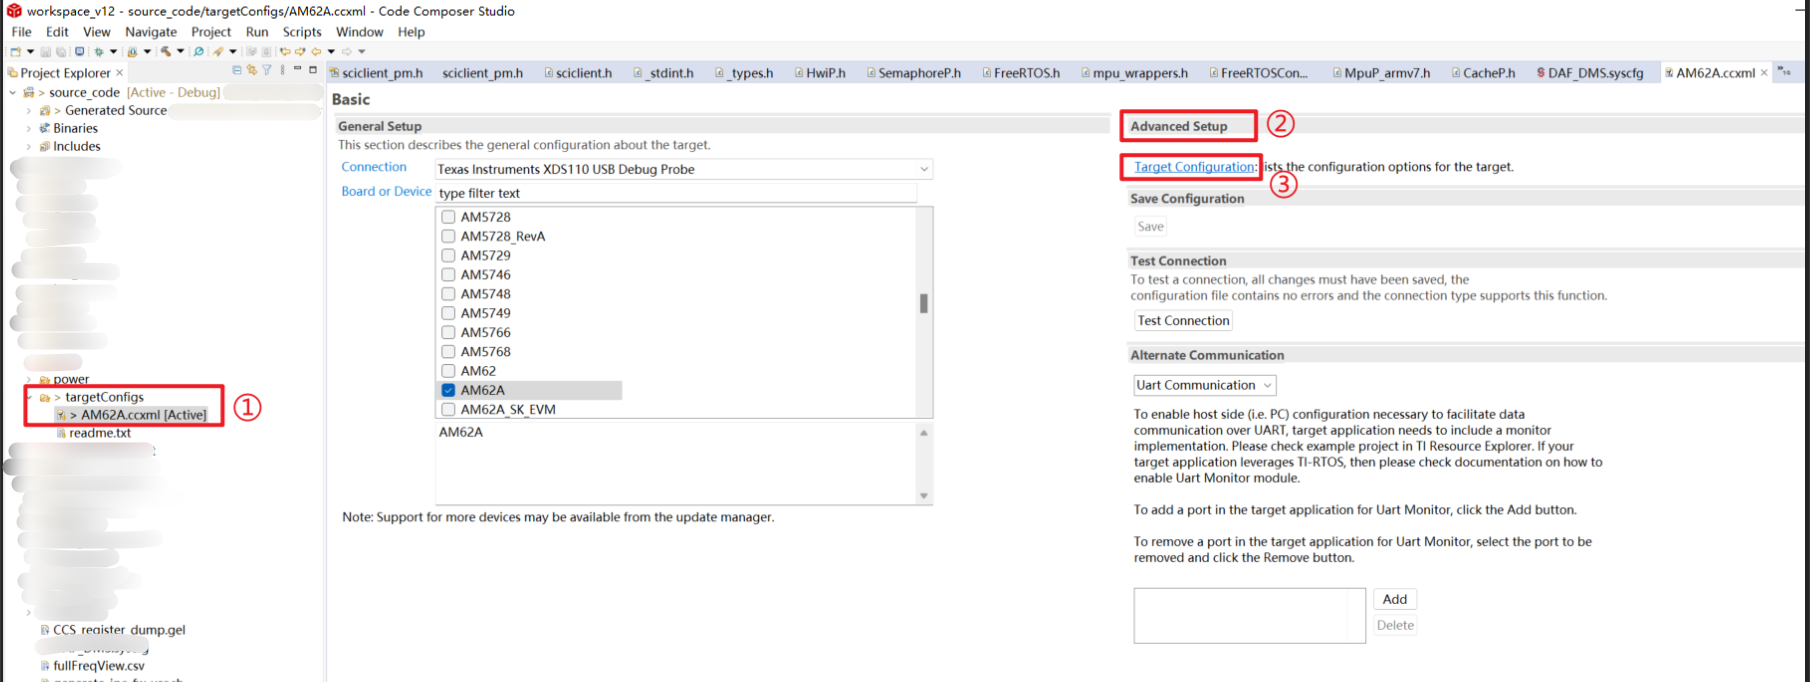 workspace_v12 - source_code/targetConfigs/AM62A.ccxml - Code Composer Studio
File Edit View Navigate Project Run Scripts Window Help
Project Explorer ×
sciclient_pm.h sciclient_pm.h sciclient.h _stdint.h _types.h HwiP.h SemaphoreP.h FreeRTOS.h mpu_wrappers.h FreeRTOSCon... MpuP_armv7.h CacheP.h DAF_DMS.syscfg AM62A.ccxml ×
> source_code [Active - Debug]
> Generated Source
Binaries
Includes
power
> targetConfigs
> AM62A.ccxml [Active]
①
readme.txt
CCS_register_dump.gel
fullFreqView.csv
Basic
General Setup
This section describes the general configuration about the target.
Connection
Texas Instruments XDS110 USB Debug Probe
Board or Device
type filter text
AM5728
AM5728_RevA
AM5729
AM5746
AM5748
AM5749
AM5766
AM5768
AM62
AM62A
AM62A_SK_EVM
AM62A
Note: Support for more devices may be available from the update manager.
Advanced Setup
②
Target Configuration: lists the configuration options for the target.
③
Save Configuration
Save
Test Connection
To test a connection, all changes must have been saved, the
configuration file contains no errors and the connection type supports this function.
Test Connection
Alternate Communication
Uart Communication
To enable host side (i.e. PC) configuration necessary to facilitate data
communication over UART, target application needs to include a monitor
implementation. Please check example project in TI Resource Explorer. If your
target application leverages TI-RTOS, then please check documentation on how to
enable Uart Monitor module.
To add a port in the target application for Uart Monitor, click the Add button.
To remove a port in the target application for Uart Monitor, select the port to be
removed and click the Remove button.
Add
Delete